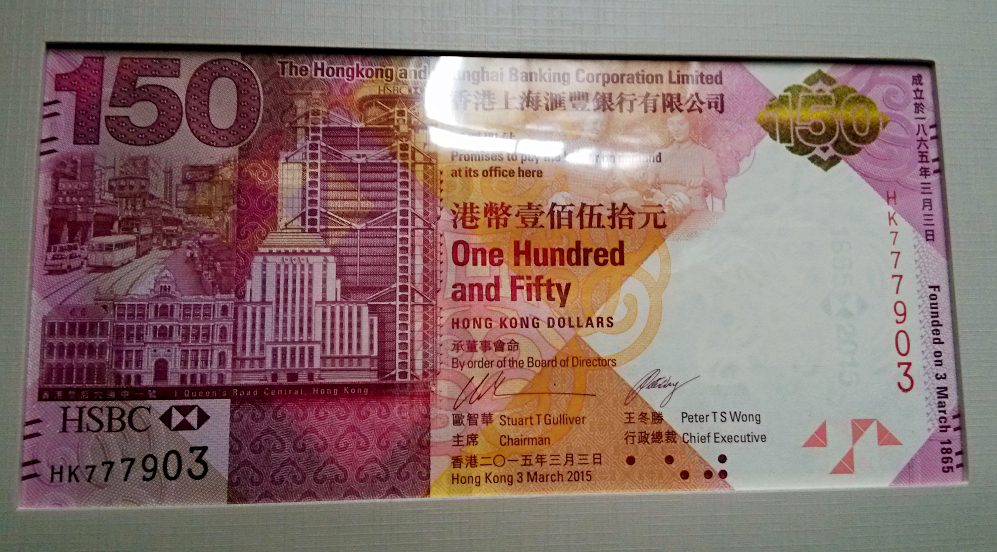 150
The Hongkong and nghai Banking Corporation Limited
HSBC
香港上海滙豐銀行有限公司
Promises to pay the
at its office here
港幣壹佰伍拾元
One Hundred
and Fifty
HONG KONG DOLLARS
承董事會命
By order of the Board of Directors
歐智華 Stuart T Gulliver
主席 Chairman
王冬勝 Peter T S Wong
行政總裁 Chief Executive
香港二〇一五年三月三日
Hong Kong 3 March 2015
1 Queen's Road Central, Hong Kong
HSBC
HK777903
150
成立於一八六五年三月三日
HK777903
Founded on 3 March 1865